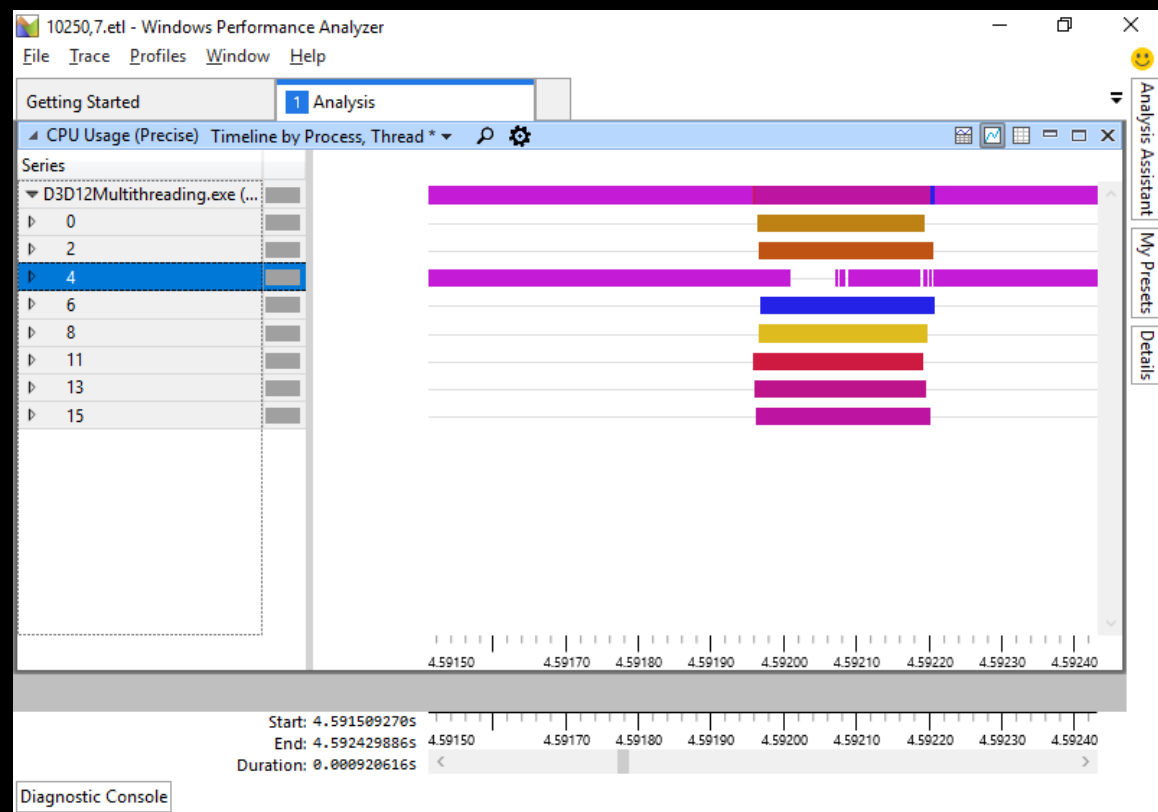 10250,7.etl - Windows Performance Analyzer
File Trace Profiles Window Help
Getting Started
1 Analysis
CPU Usage (Precise) Timeline by Process, Thread *
Series
D3D12Multithreading.exe (...
0
2
4
6
8
11
13
15
4.59150 4.59170 4.59180 4.59190 4.59200 4.59210 4.59220 4.59230 4.59240
Start: 4.591509270s
End: 4.592429886s
Duration: 0.000920616s
4.59150 4.59170 4.59180 4.59190 4.59200 4.59210 4.59220 4.59230 4.59240
Analysis Assistant
My Presets
Details
Diagnostic Console